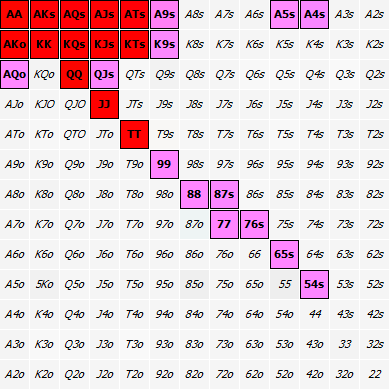 AA AKs AQs AJs ATs A9s A8s A7s A6s A5s A4s A3s A2s
AKo KK KQs KJs KTs K9s K8s K7s K6s K5s K4s K3s K2s
AQo KQo QQ QJs QTs Q9s Q8s Q7s Q6s Q5s Q4s Q3s Q2s
AJo KJO QJO JJ JTs J9s J8s J7s J6s J5s J4s J3s J2s
ATo KTo QTO JTo TT T9s T8s T7s T6s T5s T4s T3s T2s
A9o K9o Q9o J9o T9o 99 98s 97s 96s 95s 94s 93s 92s
A8o K8o Q8o J8o T8o 98o 88 87s 86s 85s 84s 83s 82s
A7o K7o Q7o J7o T7o 97o 87o 77 76s 75s 74s 73s 72s
A6o K6o Q6o J6o T6o 96o 86o 76o 66 65s 64s 63s 62s
A5o 5Ko Q5o J5o T5o 95o 85o 75o 65o 55 54s 53s 52s
A4o K4o Q4o J4o T4o 94o 84o 74o 64o 54o 44 43s 42s
A3o K3o Q3o J3o T3o 93o 83o 73o 63o 53o 43o 33 32s
A2o K2o Q2o J2o T2o 92o 82o 72o 62o 52o 42o 32o 22